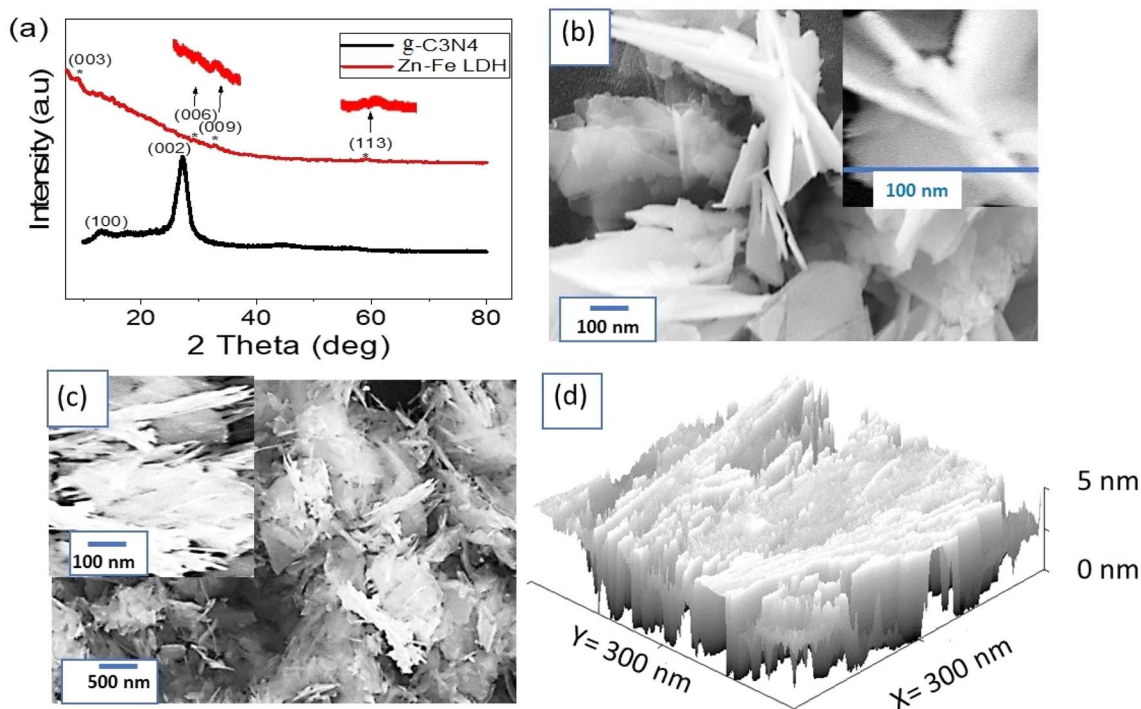 (a)
(003)
g-C3N4
Zn-Fe LDH
(006)
(009)
(002)
(113)
(100)
Intensity (a.u)
20
40
60
80
2 Theta (deg)
(b)
100 nm
100 nm
(c)
100 nm
500 nm
(d)
5 nm
0 nm
Y= 300 nm
X= 300 nm